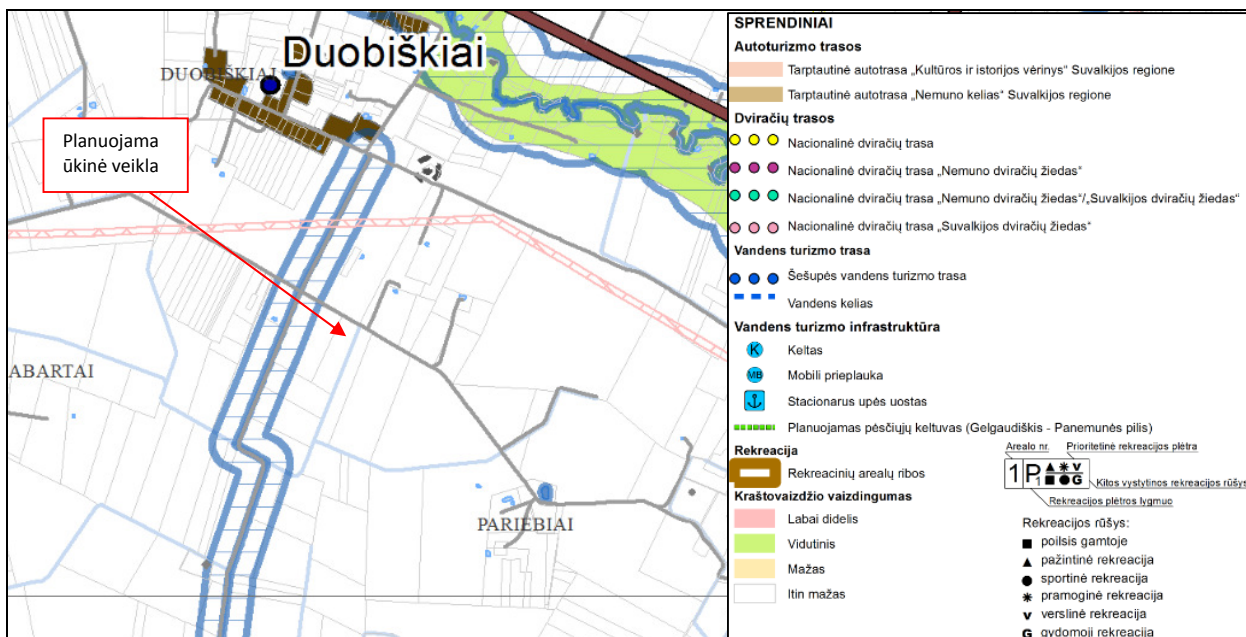 Duobiškiai
DUOBIŠKIAI
Planuojama
ūkinė veikla
ABARTAI
PARIEBIAI
SPRENDINIAI
Autoturizmo trasos
Tarptautinė autotrasa „Kultūros ir istorijos vėrinys“ Suvalkijos regione
Tarptautinė autotrasa „Nemuno kelias“ Suvalkijos regione
Dviračių trasos
Nacionalinė dviračių trasa
Nacionalinė dviračių trasa „Nemuno dviračių žiedas“
Nacionalinė dviračių trasa „Nemuno dviračių žiedas“/„Suvalkijos dviračių žiedas“
Nacionalinė dviračių trasa „Suvalkijos dviračių žiedas“
Vandens turizmo trasa
Šešupės vandens turizmo trasa
Vandens kelias
Vandens turizmo infrastruktūra
K Keltas
MB Mobili prieplauka
Stacionarus upės uostas
Planuojamas pėsčiųjų keltuvas (Gelgaudiškis - Panemunės pilis)
Rekreacija
Rekreacinių arealų ribos
Kraštovaizdžio vaizdingumas
Labai didelis
Vidutinis
Mažas
Itin mažas
Arealo nr. Prioritetinė rekreacijos plėtra
1 P1 ▲ ✱ v
■ ● G
Kitos vystytinos rekreacijos rūšys
Rekreacijos plėtros lygmuo
Rekreacijos rūšys:
■ poilsis gamtoje
▲ pažintinė rekreacija
● sportinė rekreacija
✱ pramoginė rekreacija
v verslinė rekreacija
G gydomoji rekreacija